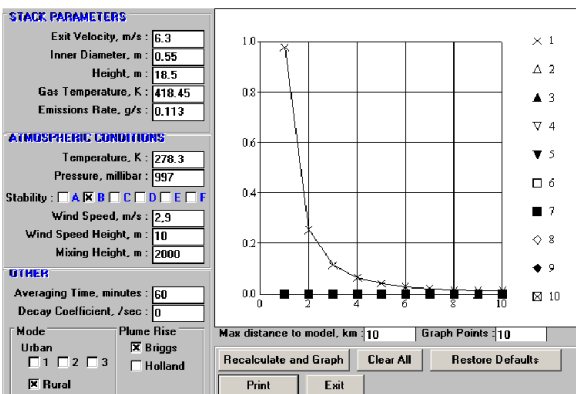 STACK PARAMETERS
Exit Velocity, m/s : 6.3
Inner Diameter, m : 0.55
Height, m : 18.5
Gas Temperature, K : 418.45
Emissions Rate, g/s : 0.113
ATMOSPHERIC CONDITIONS
Temperature, K : 278.3
Pressure, millibar : 997
Stability : A B C D E F
Wind Speed, m/s : 2.9
Wind Speed Height, m : 10
Mixing Height, m : 2000
OTHER
Averaging Time, minutes : 60
Decay Coefficient, /sec : 0
Mode
Urban
1 2 3
Rural
Plume Rise
Briggs
Holland
1.0
0.8
0.6
0.4
0.2
0.0
0 2 4 6 8 10
1
2
3
4
5
6
7
8
9
10
Max distance to model, km : 10 Graph Points : 10
Recalculate and Graph Clear All Restore Defaults
Print Exit